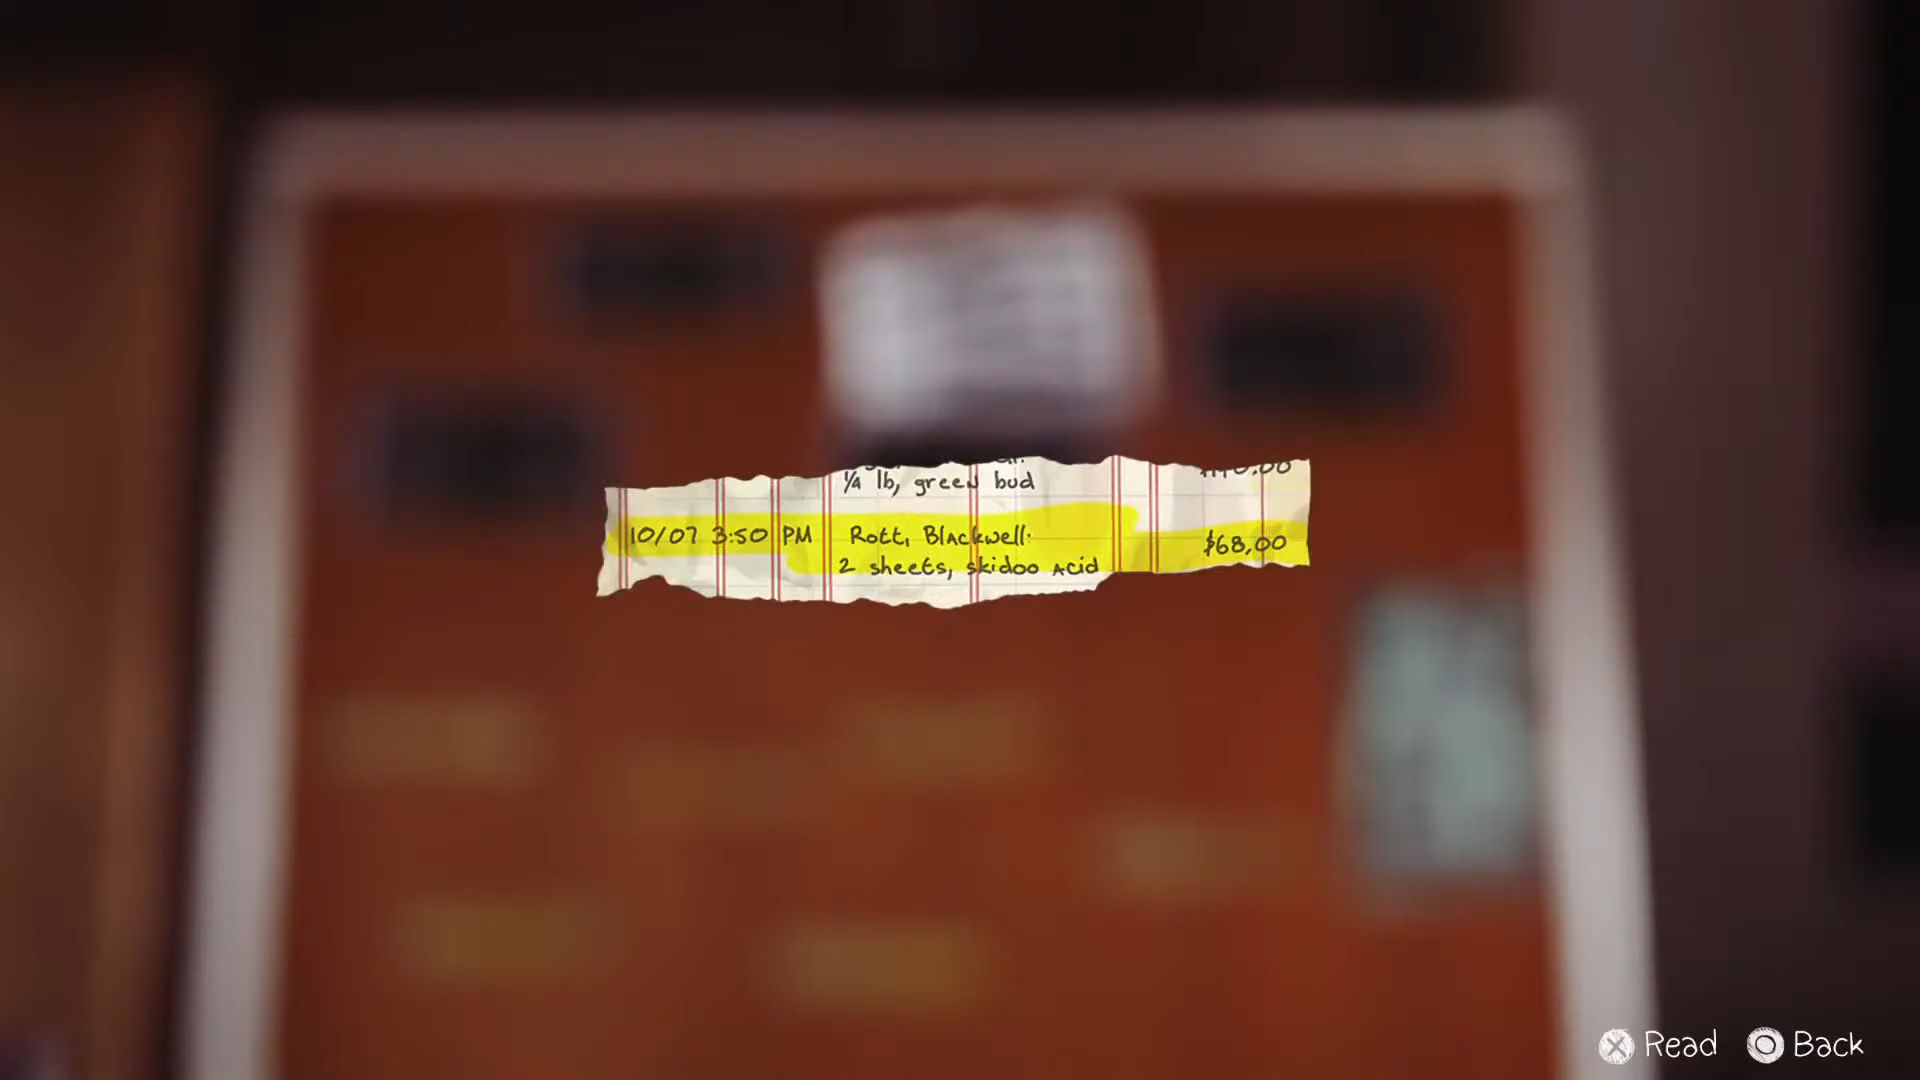 ¼ lb, green bud
10/07 3:50 PM Rott, Blackwell: $68.00
2 sheets, skidoo Acid
Read Back